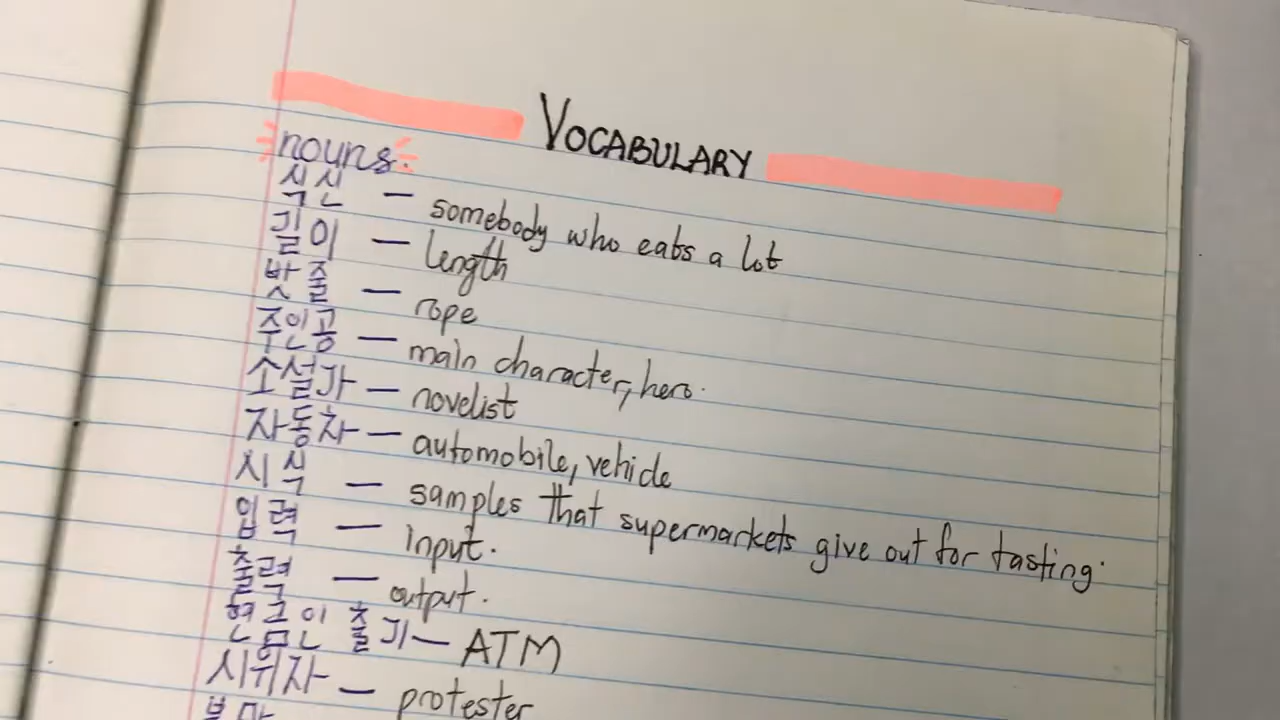 VOCABULARY
nouns.
식신 — somebody who eats a lot
길이 — length
밧줄 — rope
주인공 — main character, hero.
소설가 — novelist
자동차 — automobile, vehicle
시식 — samples that supermarkets give out for tasting.
입력 — input.
출력 — output.
현금인출기 — ATM
시위자 — protester